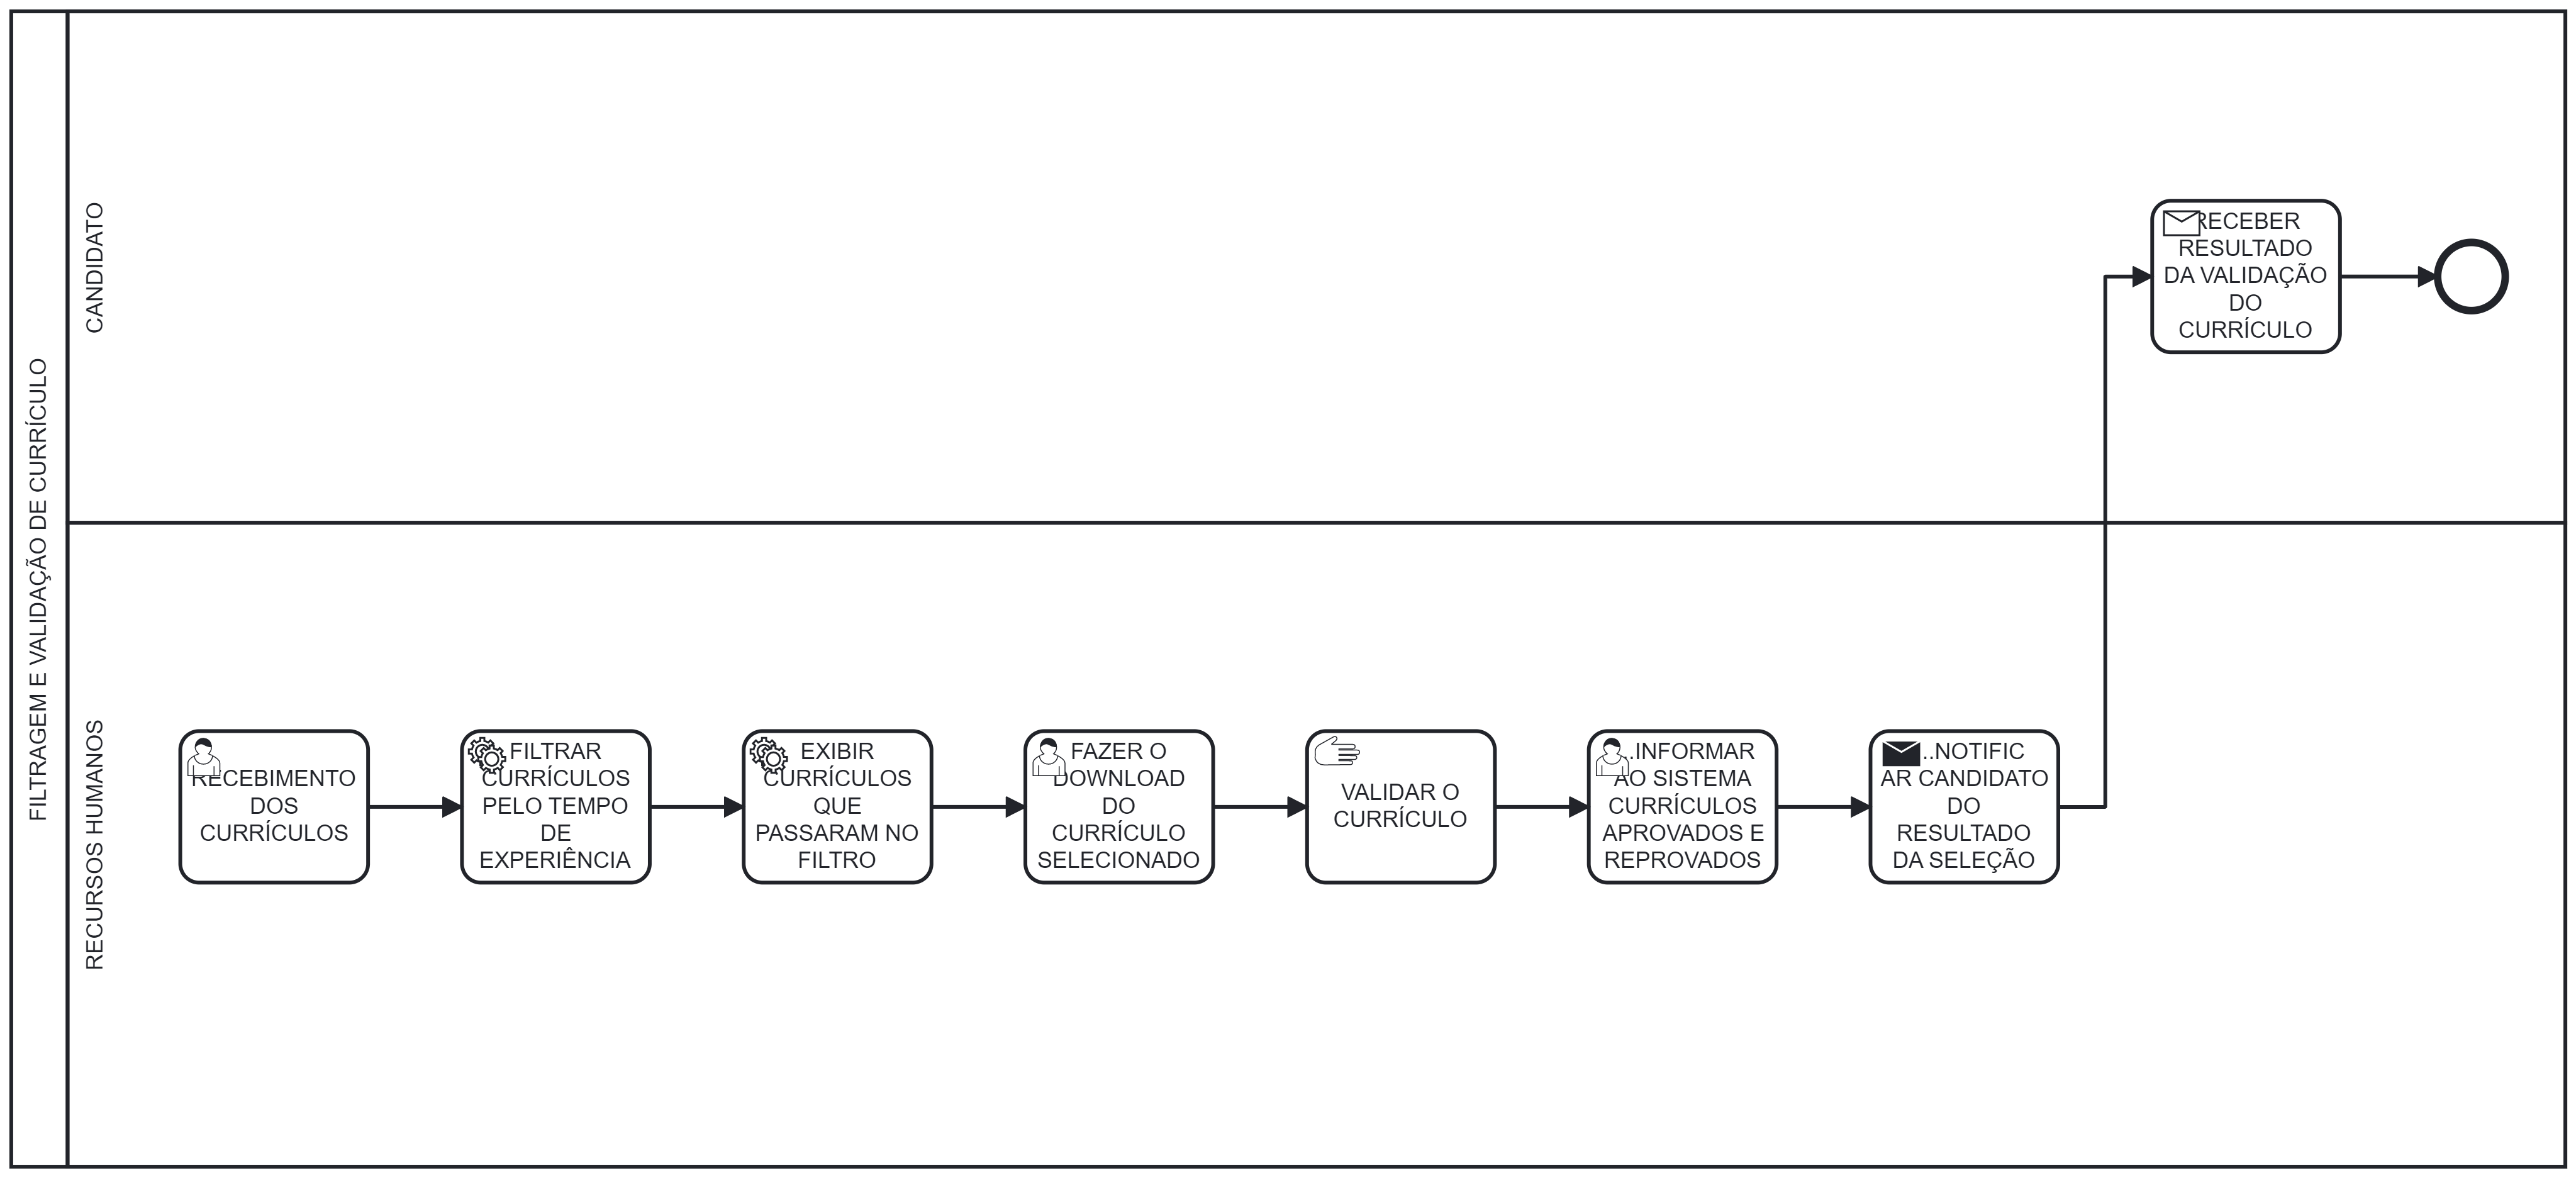 FILTRAGEM E VALIDAÇÃO DE CURRÍCULO
CANDIDATO
RECEBER
RESULTADO
DA VALIDAÇÃO
DO
CURRÍCULO
RECURSOS HUMANOS
RECEBIMENTO
DOS
CURRÍCULOS
FILTRAR
CURRÍCULOS
PELO TEMPO
DE
EXPERIÊNCIA
EXIBIR
CURRÍCULOS
QUE
PASSARAM NO
FILTRO
FAZER O
DOWNLOAD
DO
CURRÍCULO
SELECIONADO
VALIDAR O
CURRÍCULO
..INFORMAR
AO SISTEMA
CURRÍCULOS
APROVADOS E
REPROVADOS
..NOTIFIC
AR CANDIDATO
DO
RESULTADO
DA SELEÇÃO